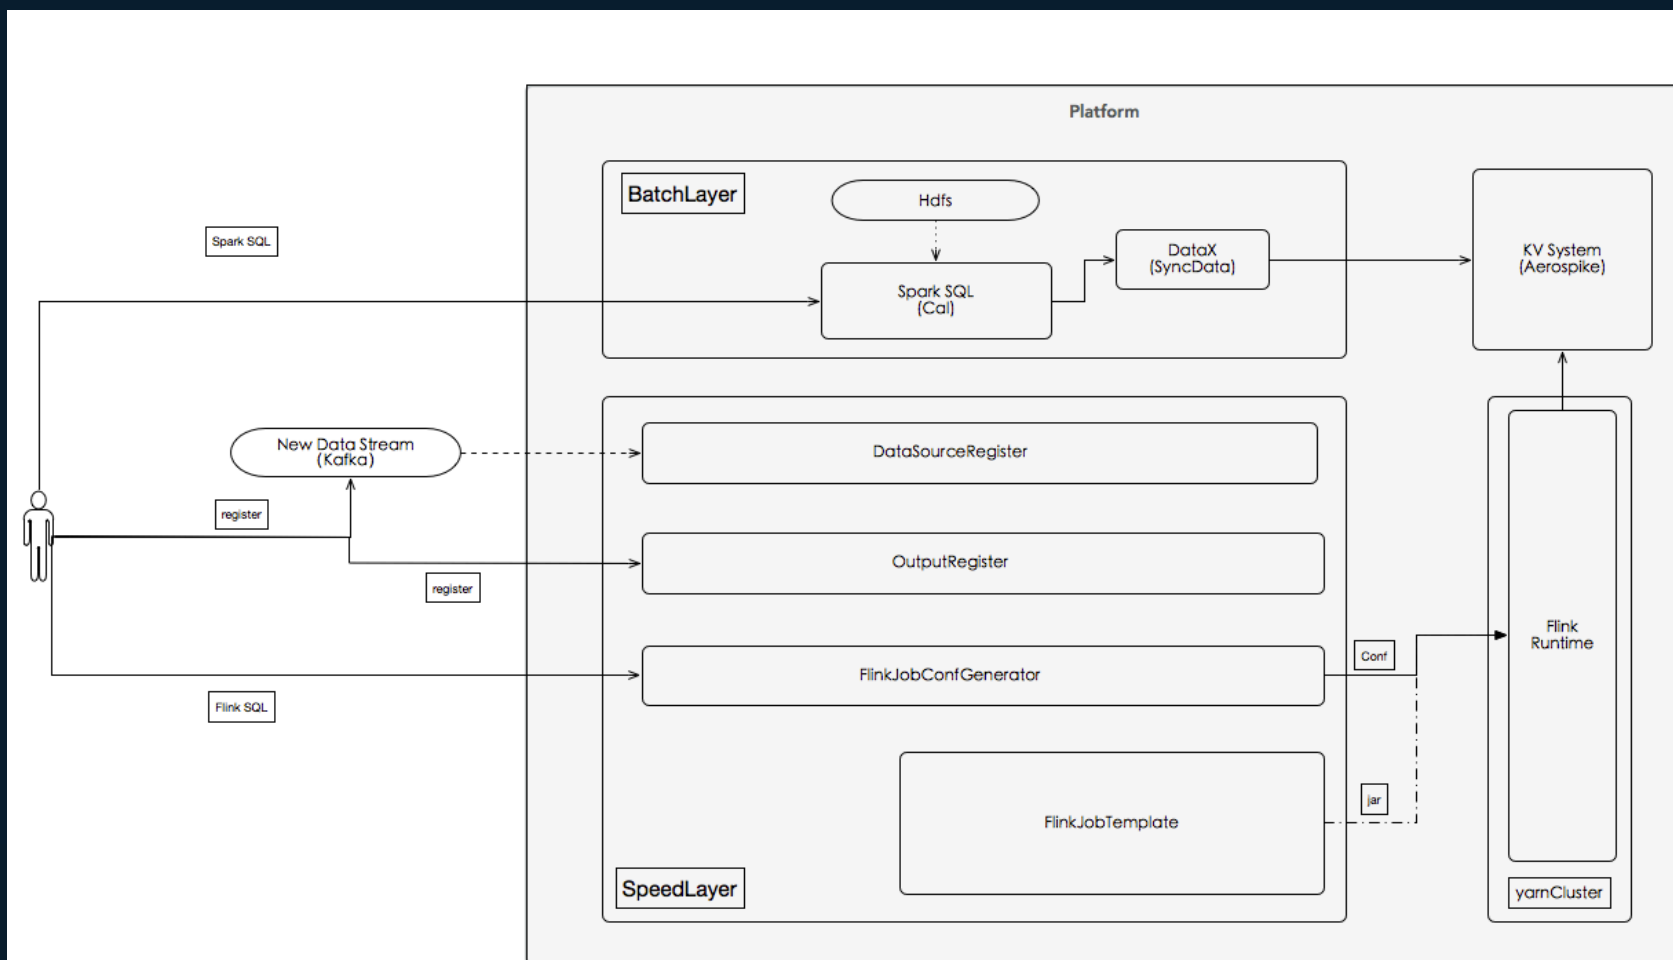 Platform
BatchLayer
Hdfs
Spark SQL
DataX
(SyncData)
KV System
(Aerospike)
Spark SQL
(Cal)
New Data Stream
(Kafka)
DataSourceRegister
register
OutputRegister
register
Flink
Runtime
Conf
FlinkJobConfGenerator
Flink SQL
jar
FlinkJobTemplate
SpeedLayer
yarnCluster